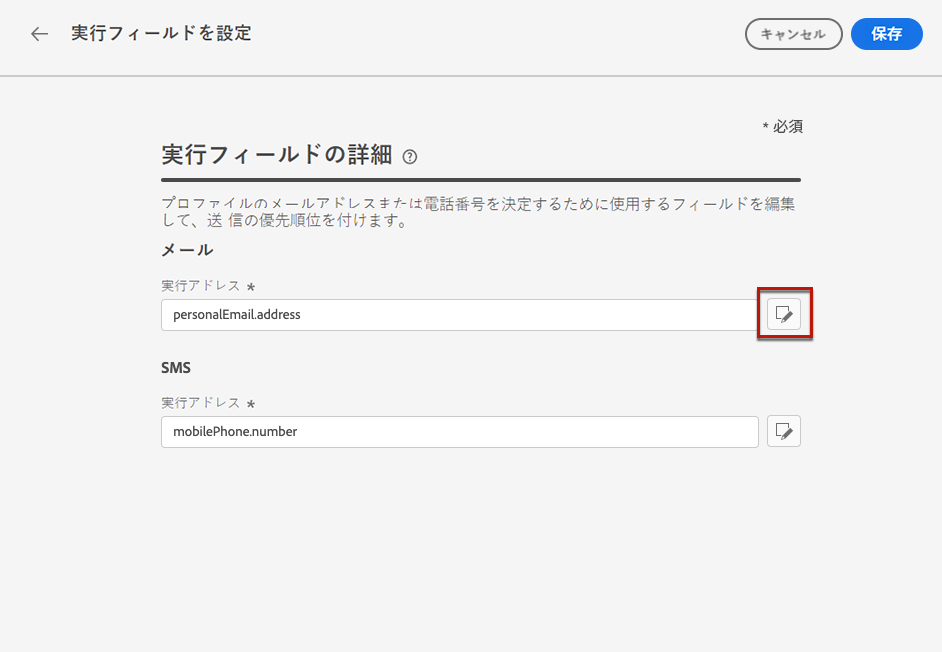 実行フィールドを設定
キャンセル
保存
* 必須
実行フィールドの詳細
プロファイルのメールアドレスまたは電話番号を決定するために使用するフィールドを編集
して、送 信の優先順位を付けます。
メール
実行アドレス *
personalEmail.address
SMS
実行アドレス *
mobilePhone.number